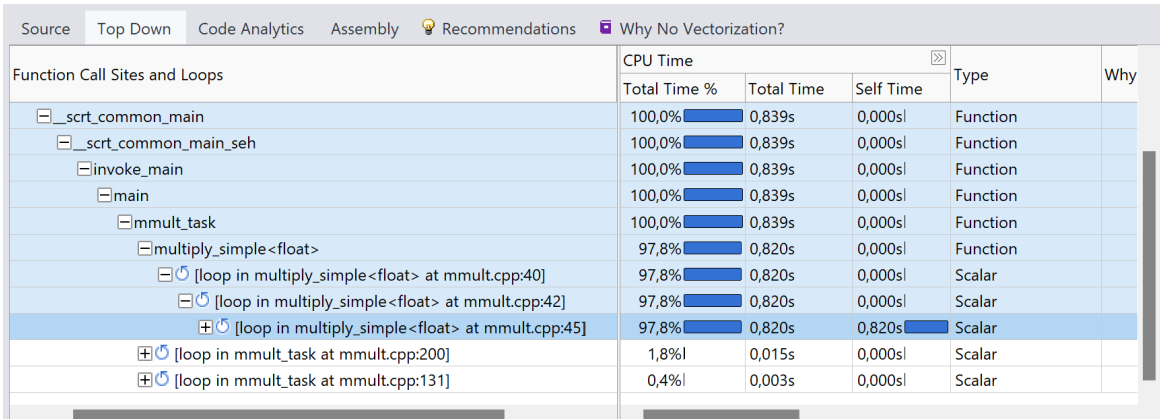 Source Top Down Code Analytics Assembly Recommendations Why No Vectorization?
Function Call Sites and Loops CPU Time Type Why
Total Time % Total Time Self Time
__scrt_common_main 100,0% 0,839s 0,000s Function
__scrt_common_main_seh 100,0% 0,839s 0,000s Function
invoke_main 100,0% 0,839s 0,000s Function
main 100,0% 0,839s 0,000s Function
mmult_task 100,0% 0,839s 0,000s Function
multiply_simple<float> 97,8% 0,820s 0,000s Function
[loop in multiply_simple<float> at mmult.cpp:40] 97,8% 0,820s 0,000s Scalar
[loop in multiply_simple<float> at mmult.cpp:42] 97,8% 0,820s 0,000s Scalar
[loop in multiply_simple<float> at mmult.cpp:45] 97,8% 0,820s 0,820s Scalar
[loop in mmult_task at mmult.cpp:200] 1,8% 0,015s 0,000s Scalar
[loop in mmult_task at mmult.cpp:131] 0,4% 0,003s 0,000s Scalar